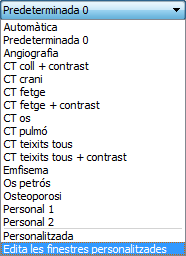 Predeterminada 0
Automàtica
Predeterminada 0
Angiografia
CT coll + contrast
CT crani
CT fetge
CT fetge + contrast
CT os
CT pulmó
CT teixits tous
CT teixits tous + contrast
Emfisema
Os petrós
Osteoporosi
Personal 1
Personal 2
Personalitzada
Edita les finestres personalitzades